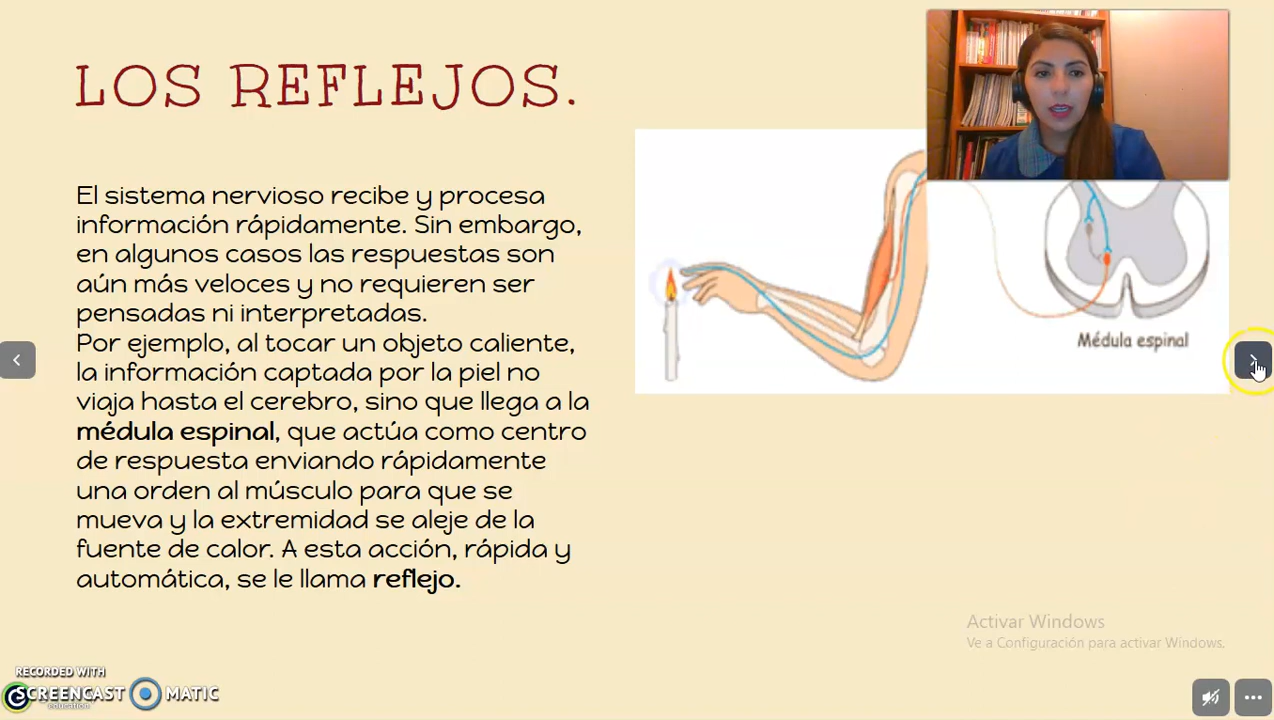 LOS REFLEJOS.
El sistema nervioso recibe y procesa
información rápidamente. Sin embargo,
en algunos casos las respuestas son
aún más veloces y no requieren ser
pensadas ni interpretadas.
Por ejemplo, al tocar un objeto caliente,
la información captada por la piel no
viaja hasta el cerebro, sino que llega a la
médula espinal, que actúa como centro
de respuesta enviando rápidamente
una orden al músculo para que se
mueva y la extremidad se aleje de la
fuente de calor. A esta acción, rápida y
automática, se le llama reflejo.
Médula espinal
Activar Windows
Ve a Configuración para activar Windows.
RECORDED WITH
SCREENCAST MATIC
education